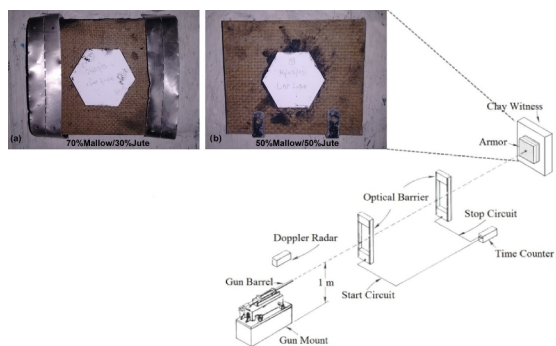 (a)
70%Mallow/30%Jute
(b)
50%Mallow/50%Jute
Clay Witness
Armor
Optical Barrier
Stop Circuit
Doppler Radar
Time Counter
Gun Barrel
1 m
Start Circuit
Gun Mount